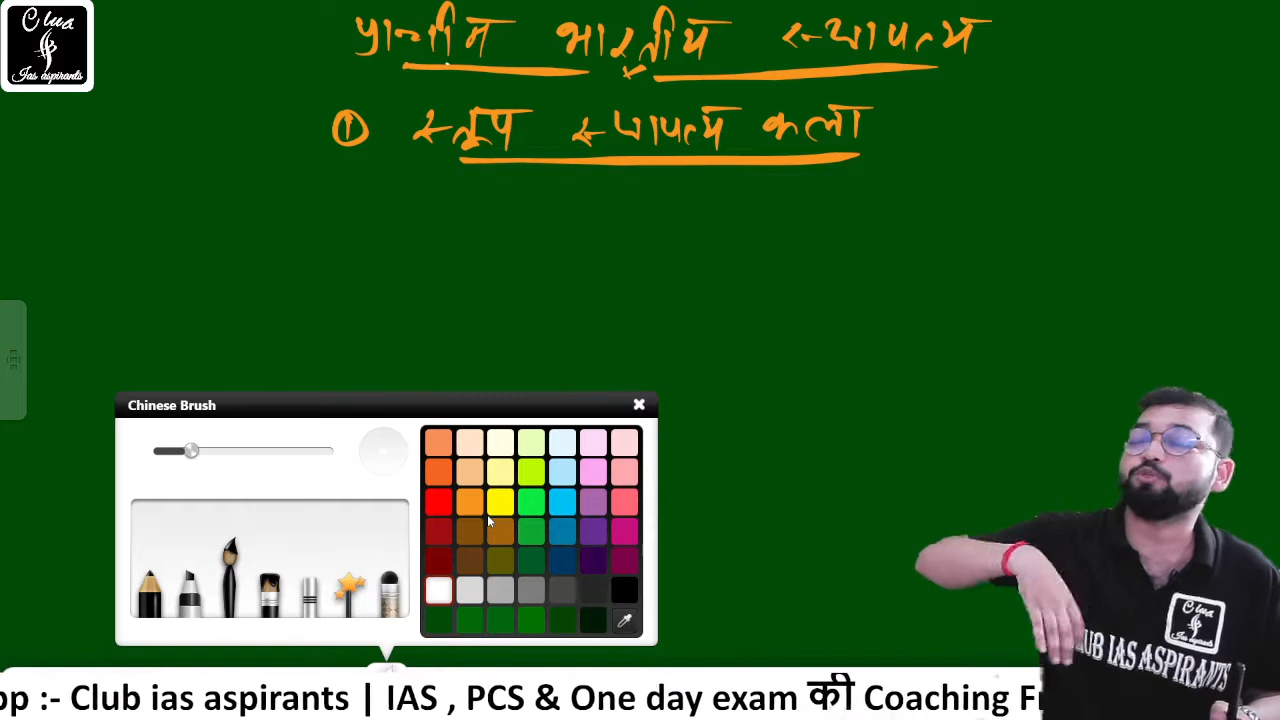 Club
Ias aspirants
प्राचीन भारतीय स्थापत्य
① स्तूप स्थापत्य कला
Chinese Brush
CLUB IAS ASPIRANTS
pp :- Club ias aspirants | IAS , PCS & One day exam की Coaching Fr